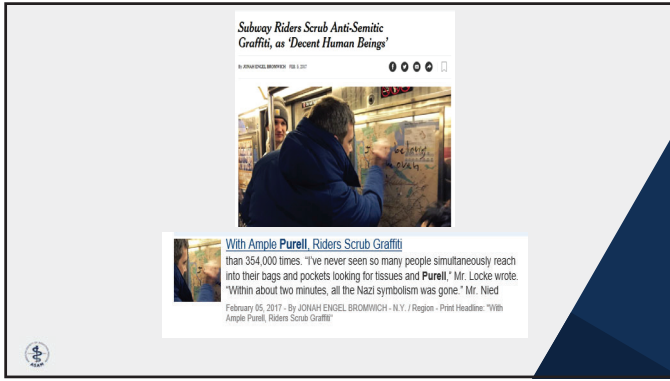 Subway Riders Scrub Anti-Semitic
Graffiti, as ‘Decent Human Beings’
By JONAH ENGEL BROMWICH FEB. 5, 2017
With Ample Purell, Riders Scrub Graffiti
than 354,000 times. “I've never seen so many people simultaneously reach
into their bags and pockets looking for tissues and Purell,” Mr. Locke wrote.
“Within about two minutes, all the Nazi symbolism was gone.” Mr. Nied
February 05, 2017 - By JONAH ENGEL BROMWICH - N.Y. / Region - Print Headline: "With
Ample Purell, Riders Scrub Graffiti"
ASAM